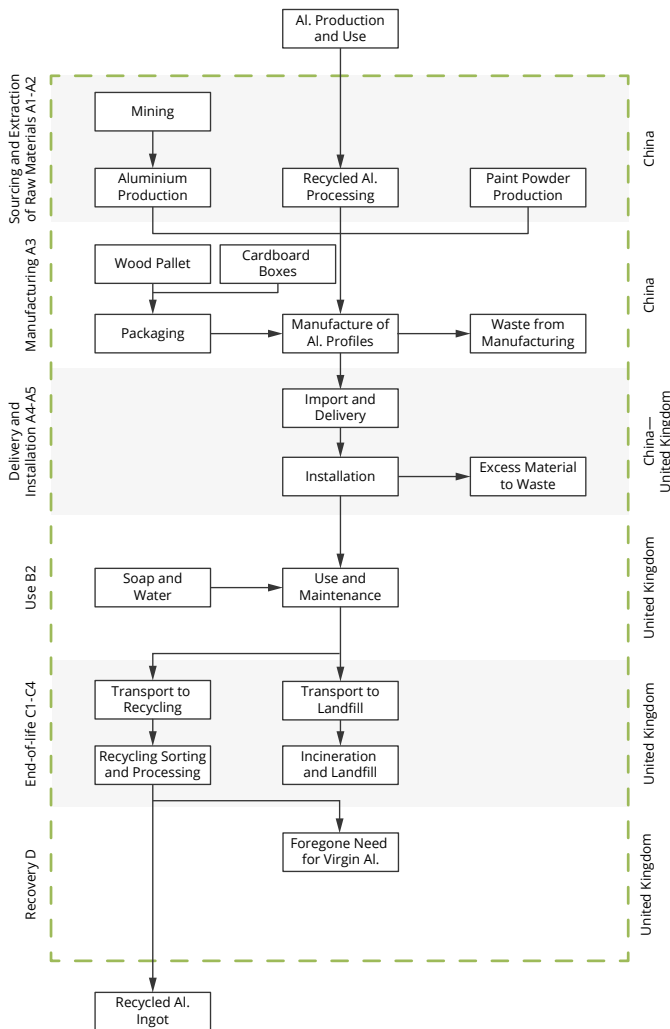 Al. Production
and Use
Sourcing and Extraction
of Raw Materials A1-A2
China
Mining
Aluminium
Production
Recycled Al.
Processing
Paint Powder
Production
Manufacturing A3
China
Wood Pallet
Cardboard
Boxes
Packaging
Manufacture of
Al. Profiles
Waste from
Manufacturing
Delivery and
Installation A4-A5
China—
United Kingdom
Import and
Delivery
Installation
Excess Material
to Waste
Use B2
United Kingdom
Soap and
Water
Use and
Maintenance
End-of-life C1-C4
United Kingdom
Transport to
Recycling
Transport to
Landfill
Recycling Sorting
and Processing
Incineration
and Landfill
Recovery D
United Kingdom
Foregone Need
for Virgin Al.
Recycled Al.
Ingot